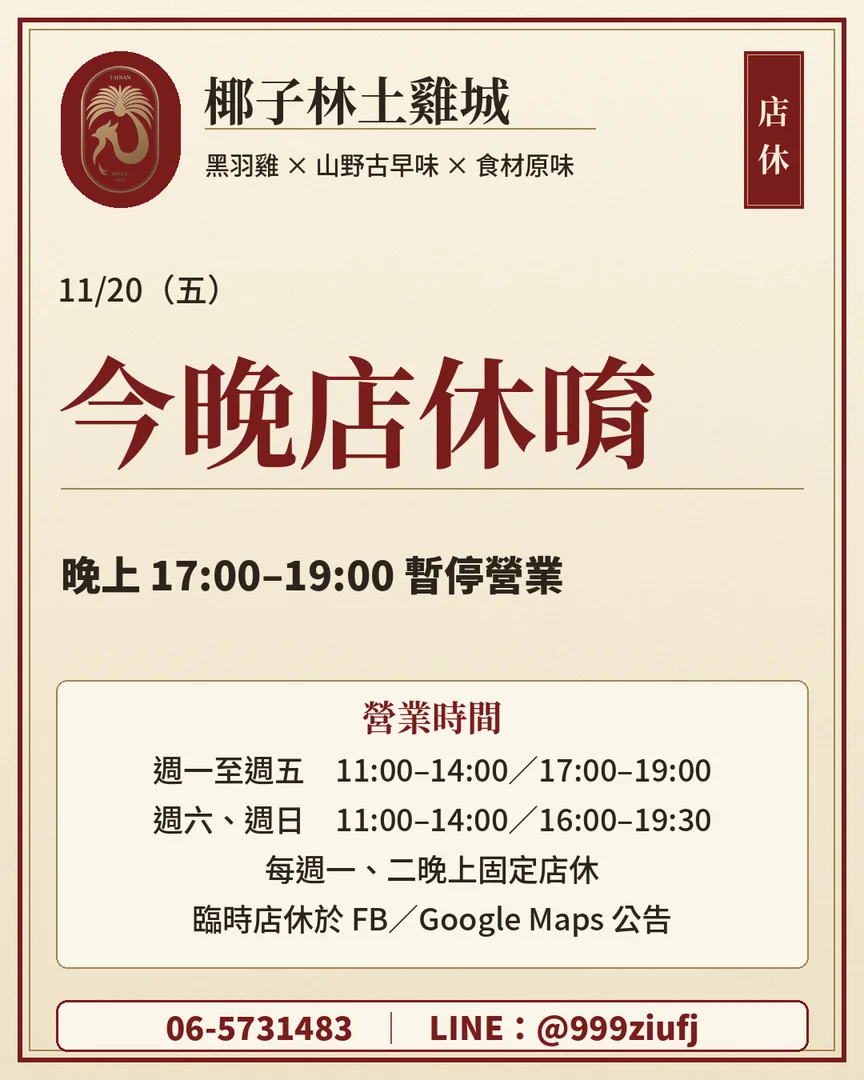 TAINAN
SINCE
椰子林土雞城
黑羽雞 × 山野古早味 × 食材原味
店休
11/20（五）
今晚店休唷
晚上 17:00–19:00 暫停營業
營業時間
週一至週五 11:00–14:00／17:00–19:00
週六、週日 11:00–14:00／16:00–19:30
每週一、二晚上固定店休
臨時店休於 FB／Google Maps 公告
06-5731483 ｜ LINE：@999ziufj